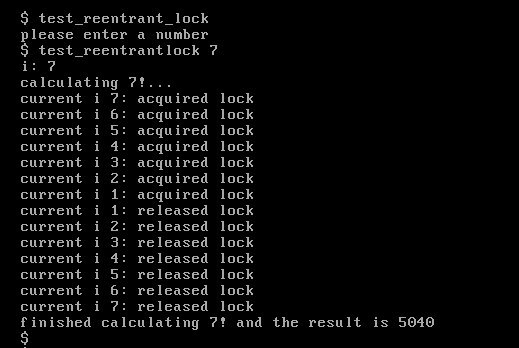 $ test_reentrant_lock
please enter a number
$ test_reentrantlock 7
i: 7
calculating 7!...
current i 7: acquired lock
current i 6: acquired lock
current i 5: acquired lock
current i 4: acquired lock
current i 3: acquired lock
current i 2: acquired lock
current i 1: acquired lock
current i 1: released lock
current i 2: released lock
current i 3: released lock
current i 4: released lock
current i 5: released lock
current i 6: released lock
current i 7: released lock
finished calculating 7! and the result is 5040
$